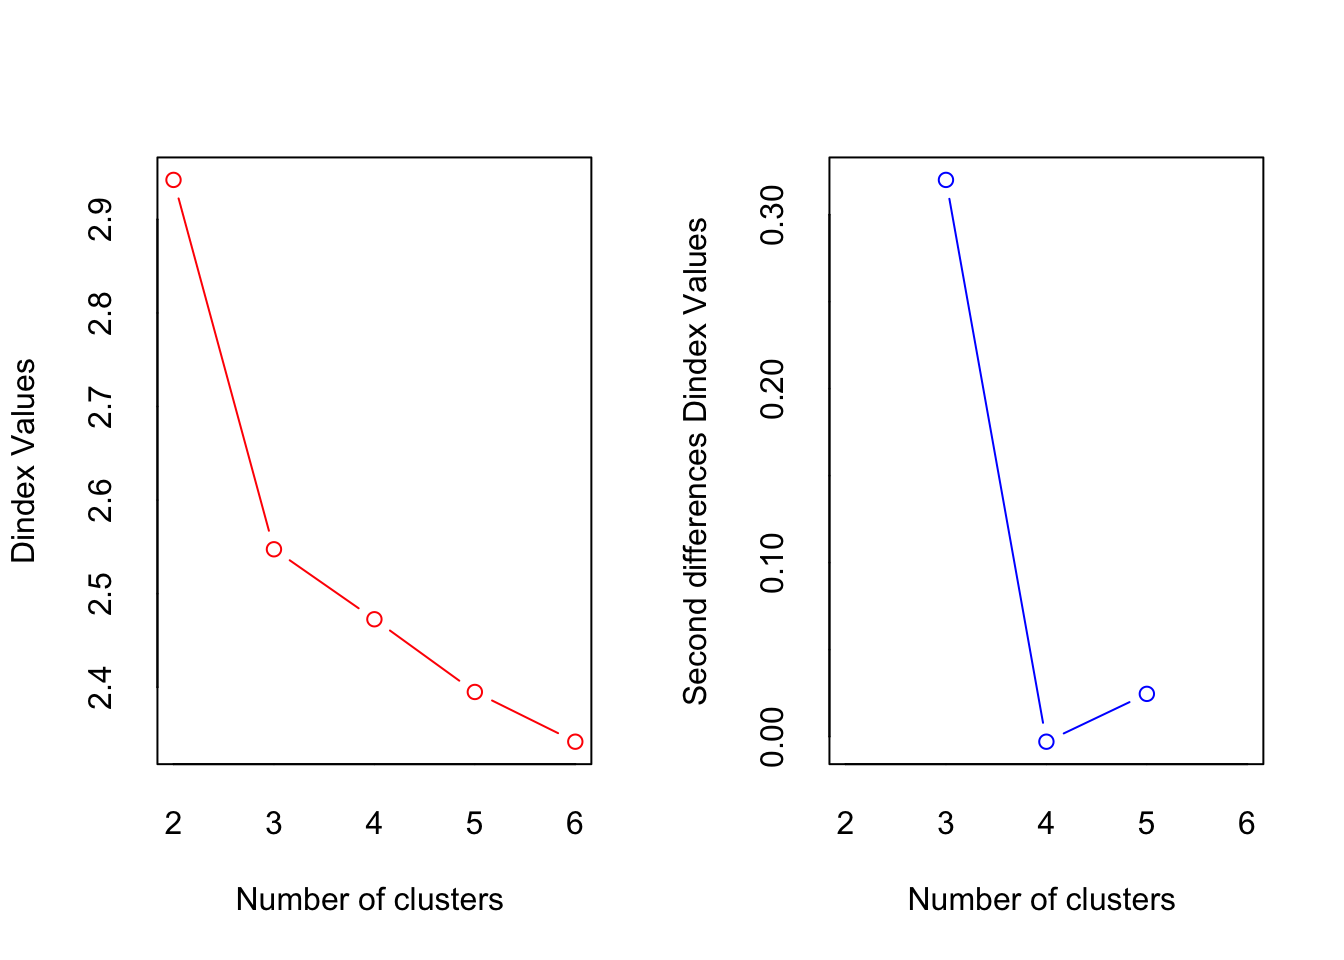 Dindex Values
2.9
2.8
2.7
2.6
2.5
2.4
2 3 4 5 6
Number of clusters
Second differences Dindex Values
0.30
0.20
0.10
0.00
2 3 4 5 6
Number of clusters